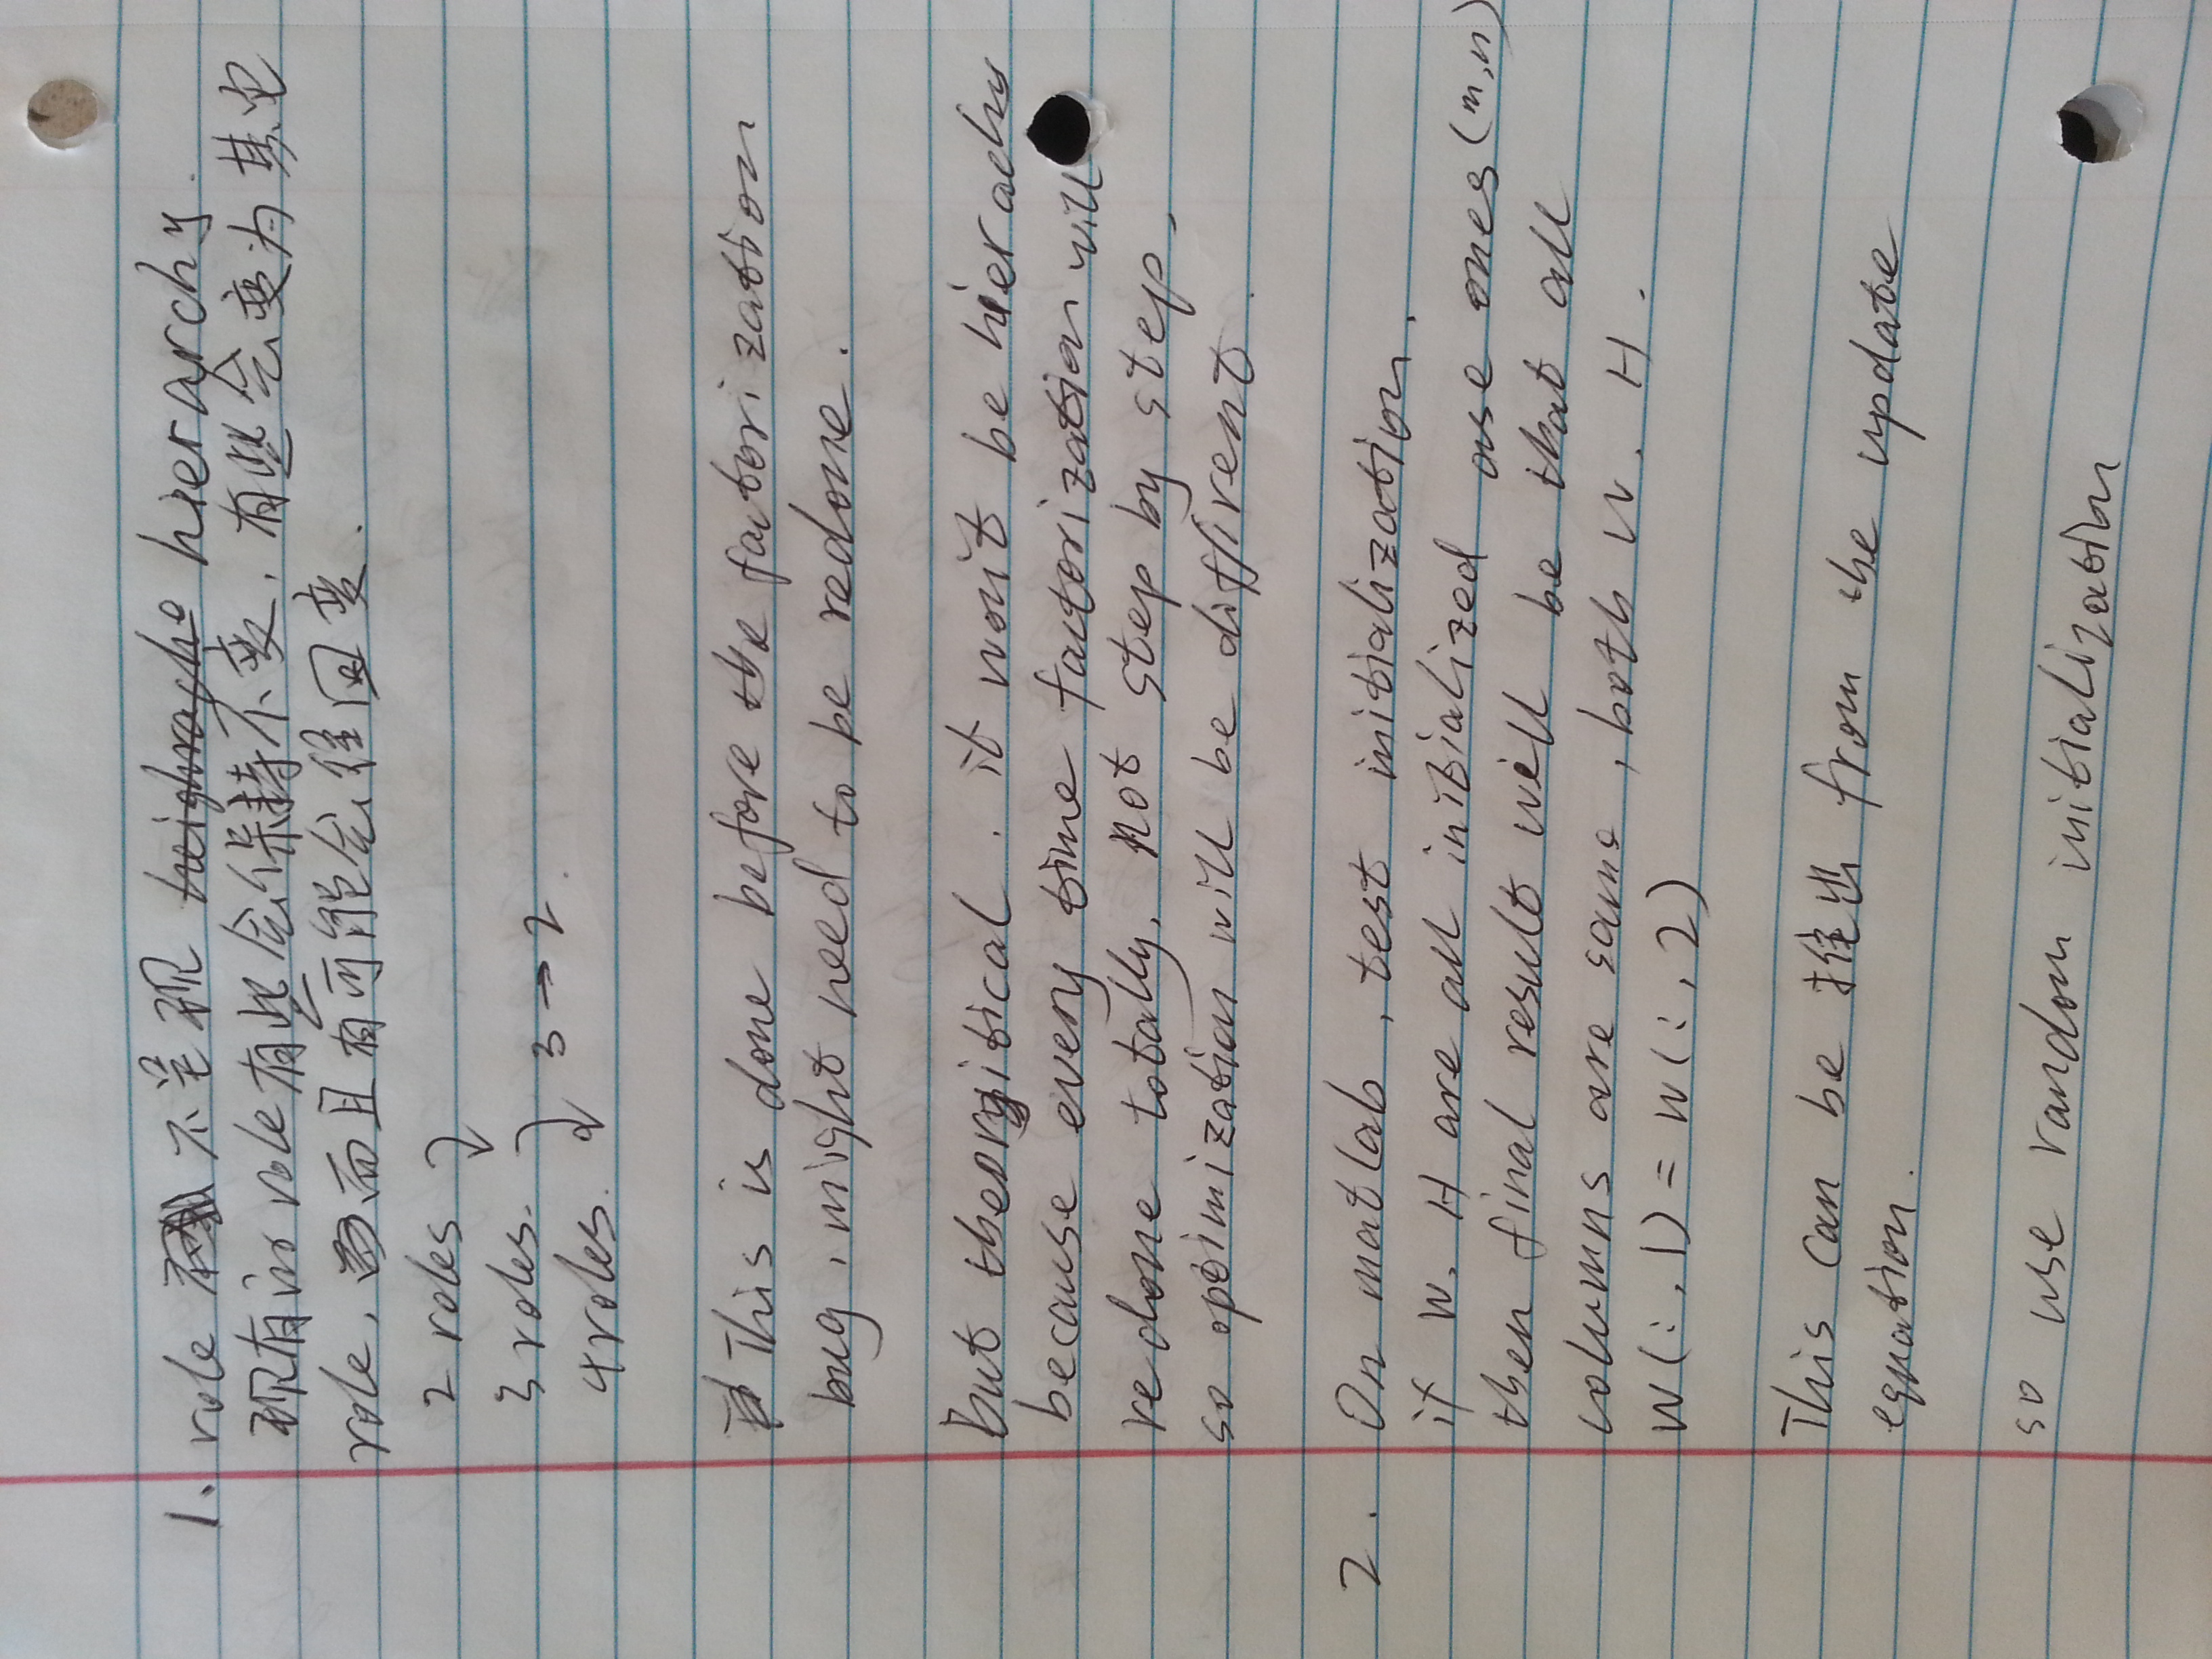 1. role 不呈现 hierarchy.
现有的 role 有些会保持不变, 有些会变为其它
role, 而且有可能会往回变.
2 roles
3 roles. 3 → 2.
4 roles.
This is done before the factorization
bug, might need to be redone.
But theorgitical. it won't be hierachy
because every time factorization will
redone totally, not step by step,
so optimization will be diffirent.
2. On matlab, test initialization.
if W. H are all initialized use ones(m,n)
then final result will be that all
columns are same, both W. H.
W(:,1) = W(:,2)
This can be 推出 from the update
equation.
so use random initialization